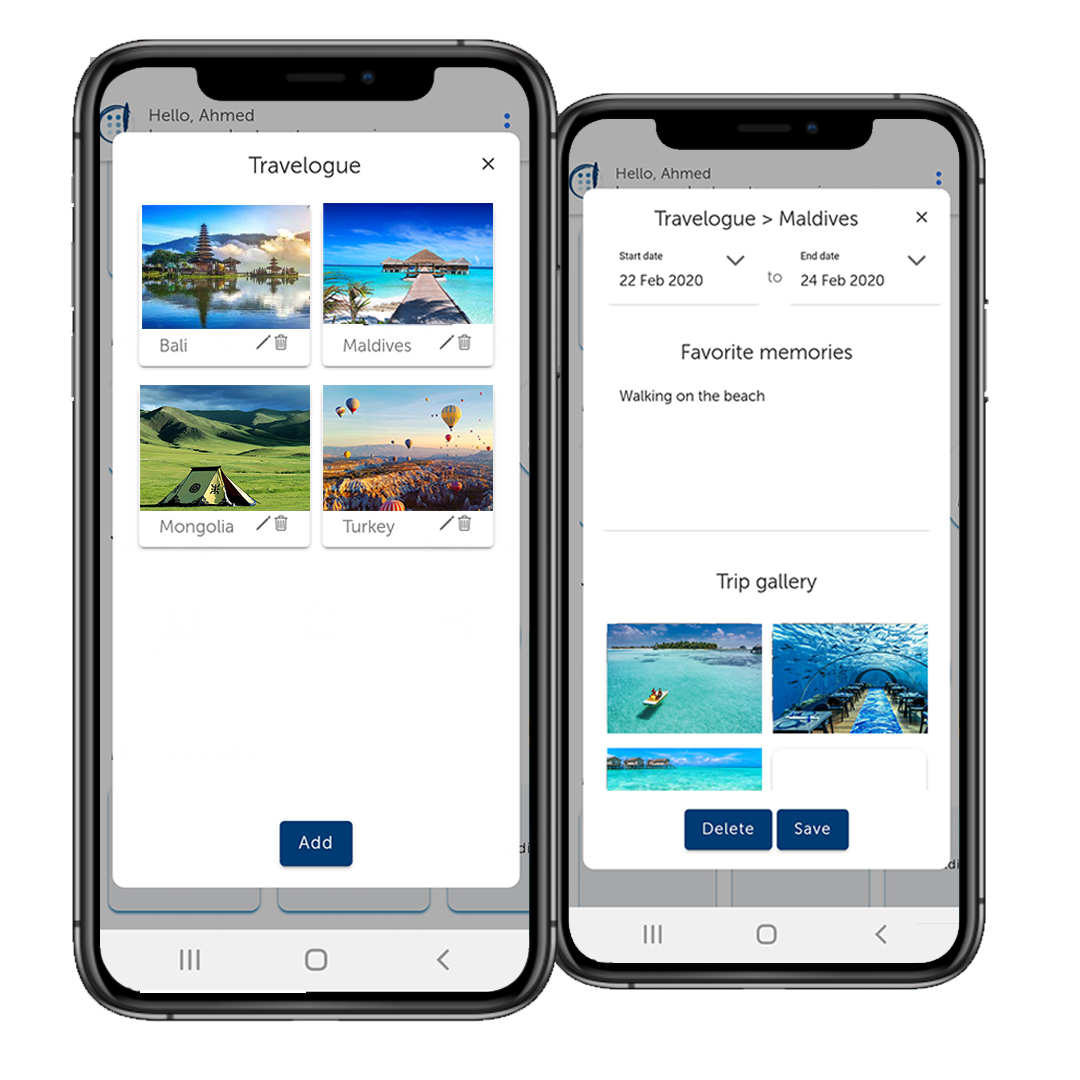 Hello, Ahmed
Travelogue
Bali
Maldives
Mongolia
Turkey
Add
Hello, Ahmed
Travelogue > Maldives
Start date
End date
22 Feb 2020
to
24 Feb 2020
Favorite memories
Walking on the beach
Trip gallery
Delete
Save